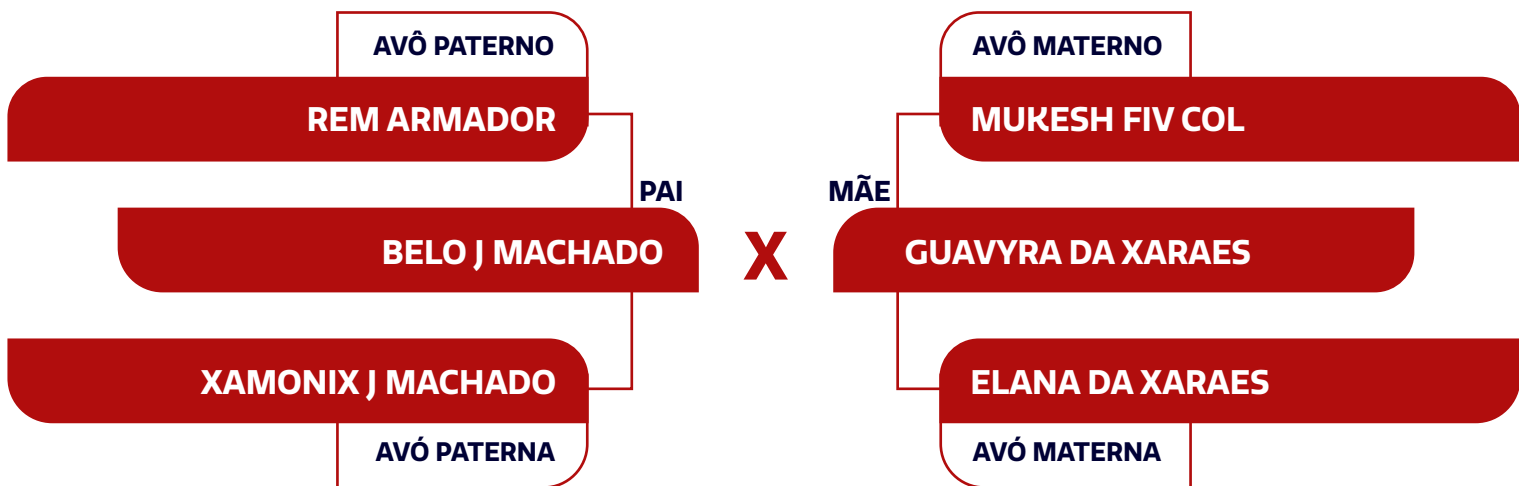 AVÔ PATERNO
REM ARMADOR
PAI
BELO J MACHADO
XAMONIX J MACHADO
AVÓ PATERNA
X
AVÔ MATERNO
MUKESH FIV COL
MÃE
GUAVYRA DA XARAES
ELANA DA XARAES
AVÓ MATERNA